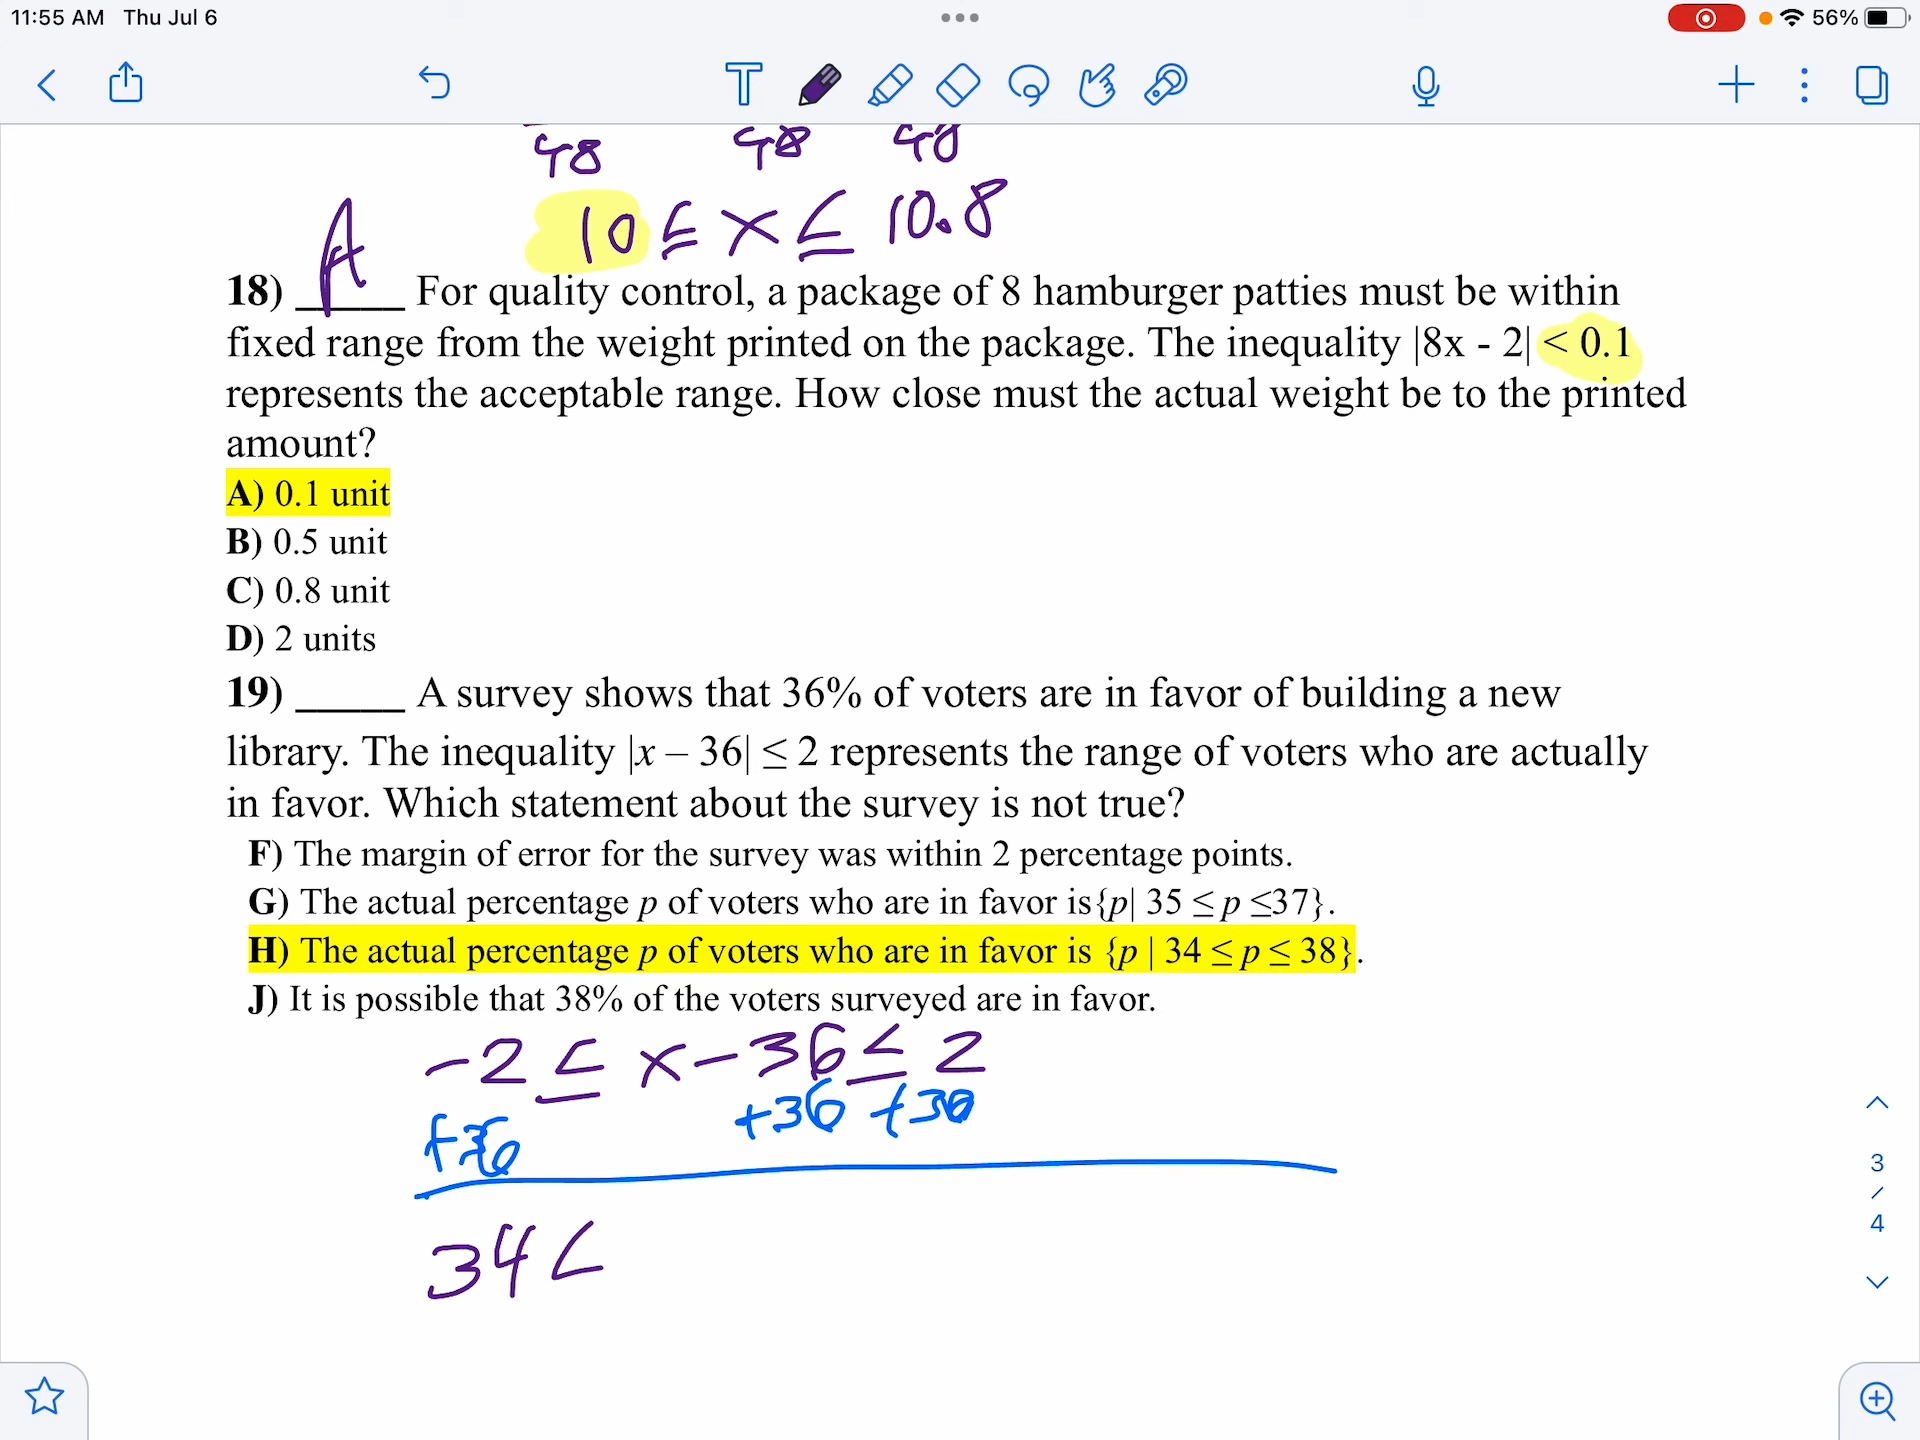 11:55 AM Thu Jul 6
56%
48 48 48
10 ≤ x ≤ 10.8
A
18) _____ For quality control, a package of 8 hamburger patties must be within
fixed range from the weight printed on the package. The inequality |8x - 2| < 0.1
represents the acceptable range. How close must the actual weight be to the printed
amount?
A) 0.1 unit
B) 0.5 unit
C) 0.8 unit
D) 2 units
19) _____ A survey shows that 36% of voters are in favor of building a new
library. The inequality |x – 36| ≤ 2 represents the range of voters who are actually
in favor. Which statement about the survey is not true?
F) The margin of error for the survey was within 2 percentage points.
G) The actual percentage p of voters who are in favor is{p| 35 ≤ p ≤37}.
H) The actual percentage p of voters who are in favor is {p | 34 ≤ p ≤ 38}.
J) It is possible that 38% of the voters surveyed are in favor.
-2 ≤ x - 36 ≤ 2
+36 +36 +36
34 <
3
/
4